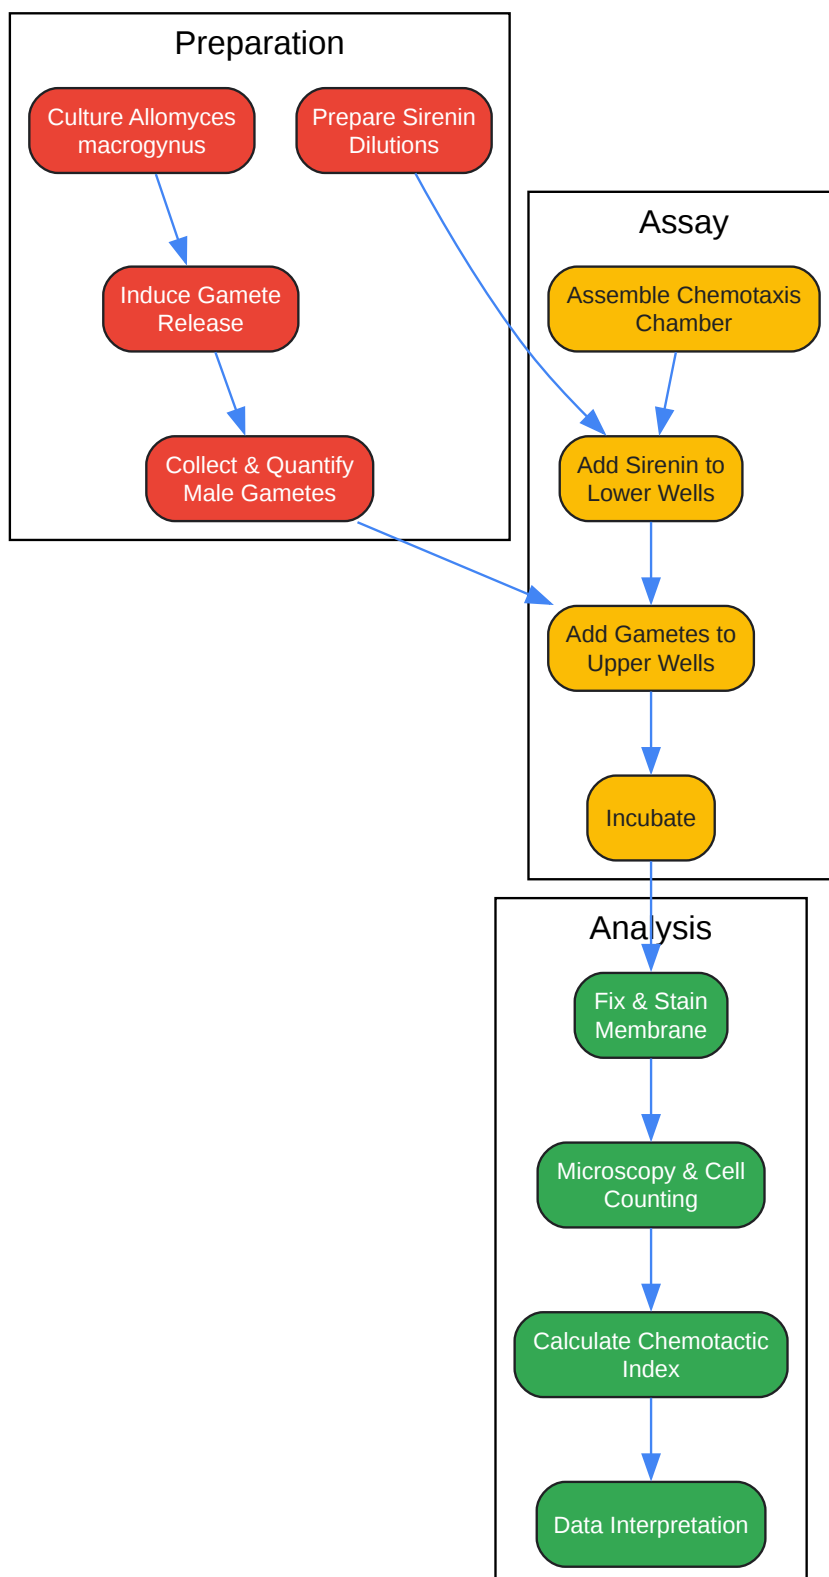 Preparation
Culture Allomyces
macrogynus
Prepare Sirenin
Dilutions
Induce Gamete
Release
Collect & Quantify
Male Gametes
Assay
Assemble Chemotaxis
Chamber
Add Sirenin to
Lower Wells
Add Gametes to
Upper Wells
Incubate
Analysis
Fix & Stain
Membrane
Microscopy & Cell
Counting
Calculate Chemotactic
Index
Data Interpretation